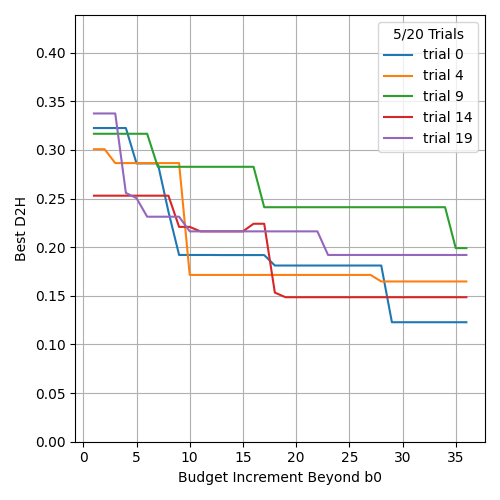 5/20 Trials
trial 0
trial 4
trial 9
trial 14
trial 19
Best D2H
0.40
0.35
0.30
0.25
0.20
0.15
0.10
0.05
0.00
0 5 10 15 20 25 30 35
Budget Increment Beyond b0